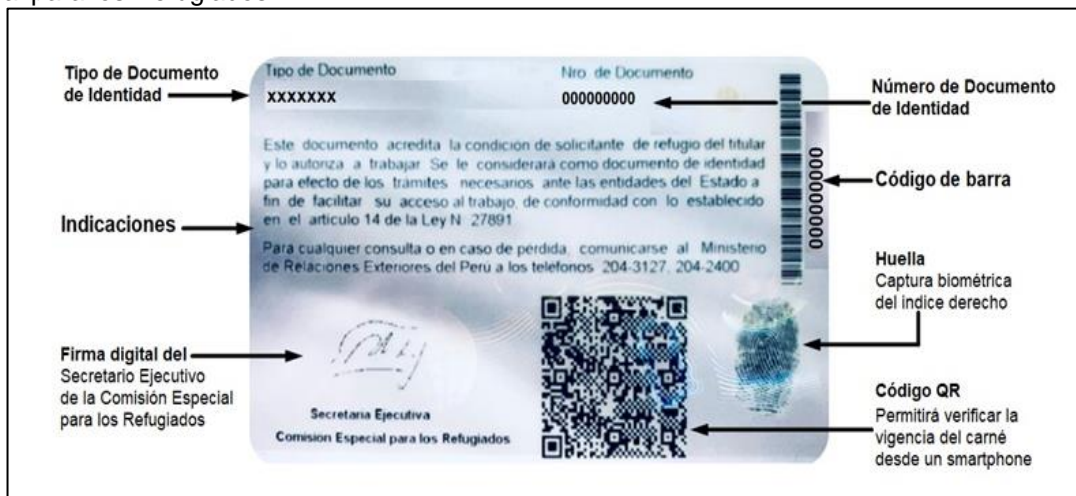 Tipo de Documento
de Identidad
Tipo de Documento
XXXXXXX
Nro. de Documento
000000000
Número de Documento
de Identidad
Este documento acredita la condición de solicitante de refugio del titular
y lo autoriza a trabajar Se le considerará como documento de identidad
para efecto de los trámites necesarios ante las entidades del Estado a
fin de facilitar su acceso al trabajo, de conformidad con lo establecido
en el artículo 14 de la Ley N 27891
Para cualquier consulta o en caso de pérdida, comunicarse al Ministerio
de Relaciones Exteriores del Perú a los teléfonos 204-3127, 204-2400
000000000
Código de barra
Indicaciones
Huella
Captura biométrica
del índice derecho
Firma digital del
Secretario Ejecutivo
de la Comisión Especial
para los Refugiados
Secretaria Ejecutiva
Comisión Especial para los Refugiados
Código QR
Permitirá verificar la
vigencia del carné
desde un smartphone